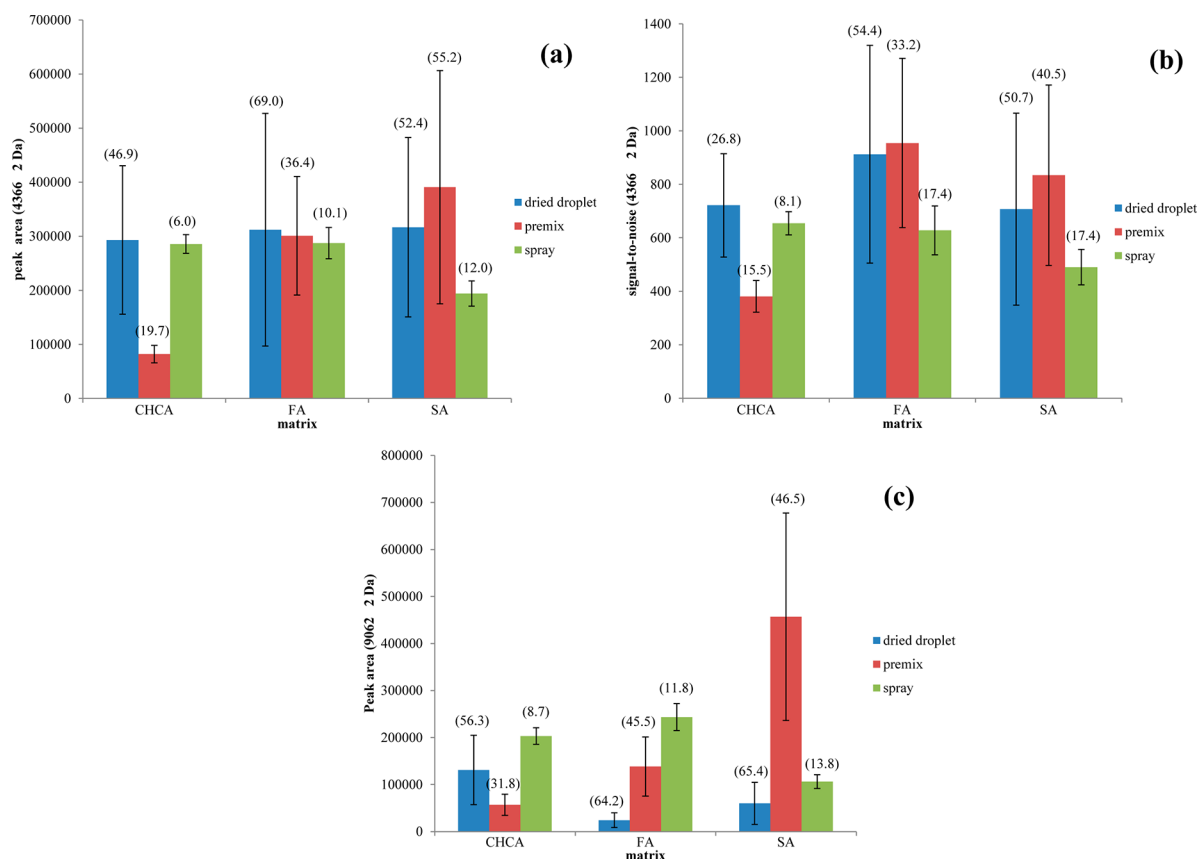 (a)
peak area (4366 2 Da)
700000
600000
500000
400000
300000
200000
100000
0
(46.9)
(19.7)
(6.0)
(69.0)
(36.4)
(10.1)
(52.4)
(55.2)
(12.0)
CHCA FA SA
matrix
dried droplet
premix
spray
(b)
signal-to-noise (4366 2 Da)
1400
1200
1000
800
600
400
200
0
(26.8)
(15.5)
(8.1)
(54.4)
(33.2)
(17.4)
(50.7)
(40.5)
(17.4)
CHCA FA SA
matrix
dried droplet
premix
spray
(c)
Peak area (9062 2 Da)
800000
700000
600000
500000
400000
300000
200000
100000
0
(56.3)
(31.8)
(8.7)
(64.2)
(45.5)
(11.8)
(65.4)
(46.5)
(13.8)
CHCA FA SA
matrix
dried droplet
premix
spray